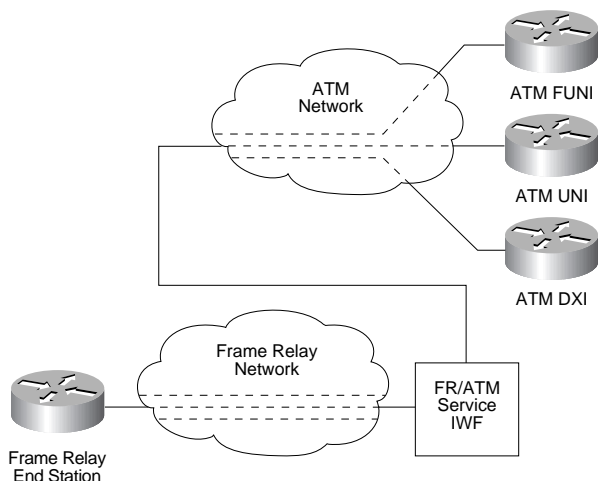 ATM
Network
ATM FUNI
ATM UNI
ATM DXI
Frame Relay
Network
FR/ATM
Service
IWF
Frame Relay
End Station